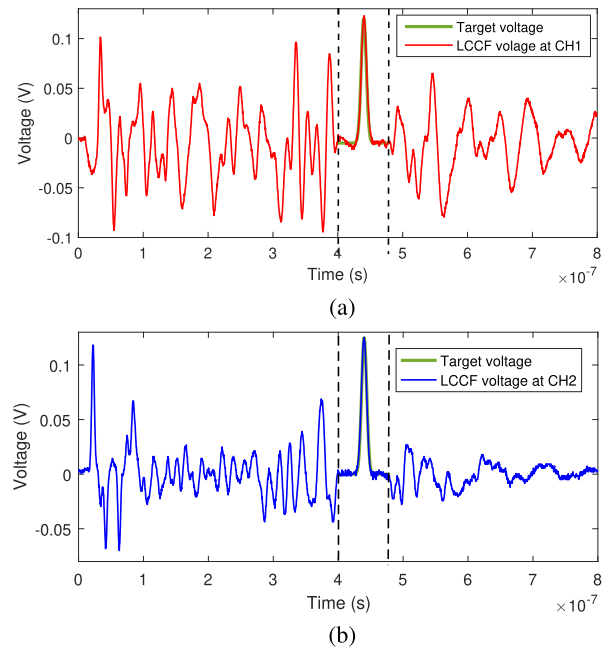 0.1
0.05
0
-0.05
-0.1
Voltage (V)
Target voltage
LCCF volage at CH1
0 1 2 3 4 5 6 7 8
Time (s)
×10⁻⁷
(a)
0.1
0.05
0
-0.05
Voltage (V)
Target voltage
LCCF voltage at CH2
0 1 2 3 4 5 6 7 8
Time (s)
×10⁻⁷
(b)